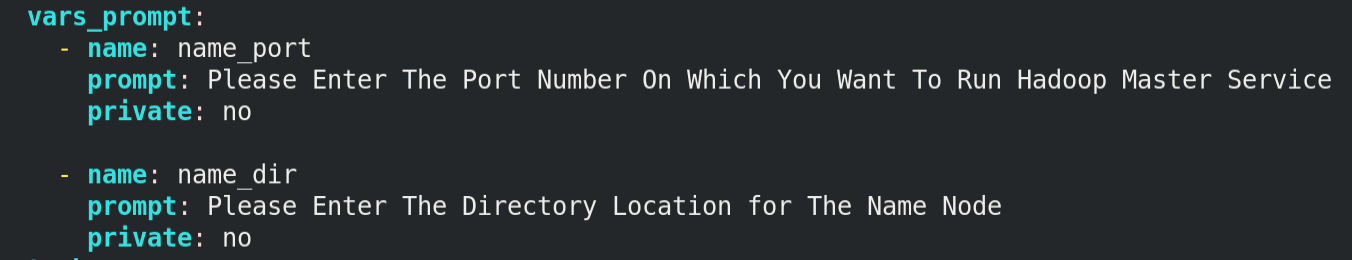 vars_prompt:
  - name: name_port
    prompt: Please Enter The Port Number On Which You Want To Run Hadoop Master Service
    private: no

  - name: name_dir
    prompt: Please Enter The Directory Location for The Name Node
    private: no